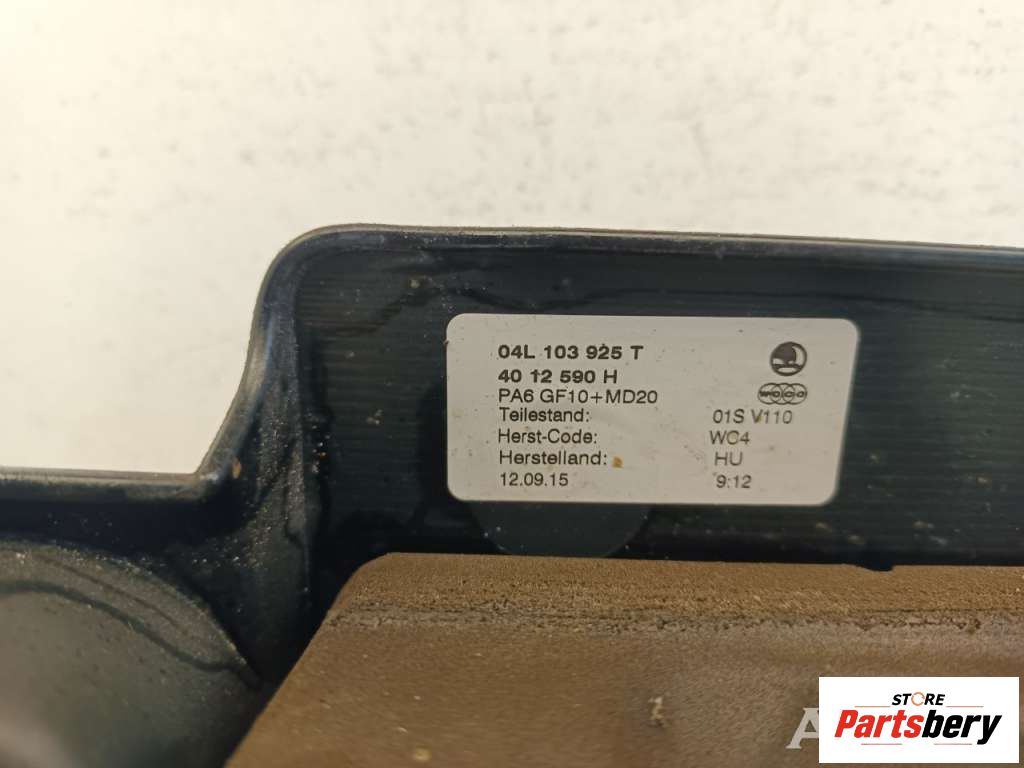 04L 103 925 T
40 12 590 H
WOCO
PA6 GF10+MD20
Teilestand: 01S V110
Herst-Code: WC4
Herstelland: HU
12.09.15 9:12
STORE
Partsbery